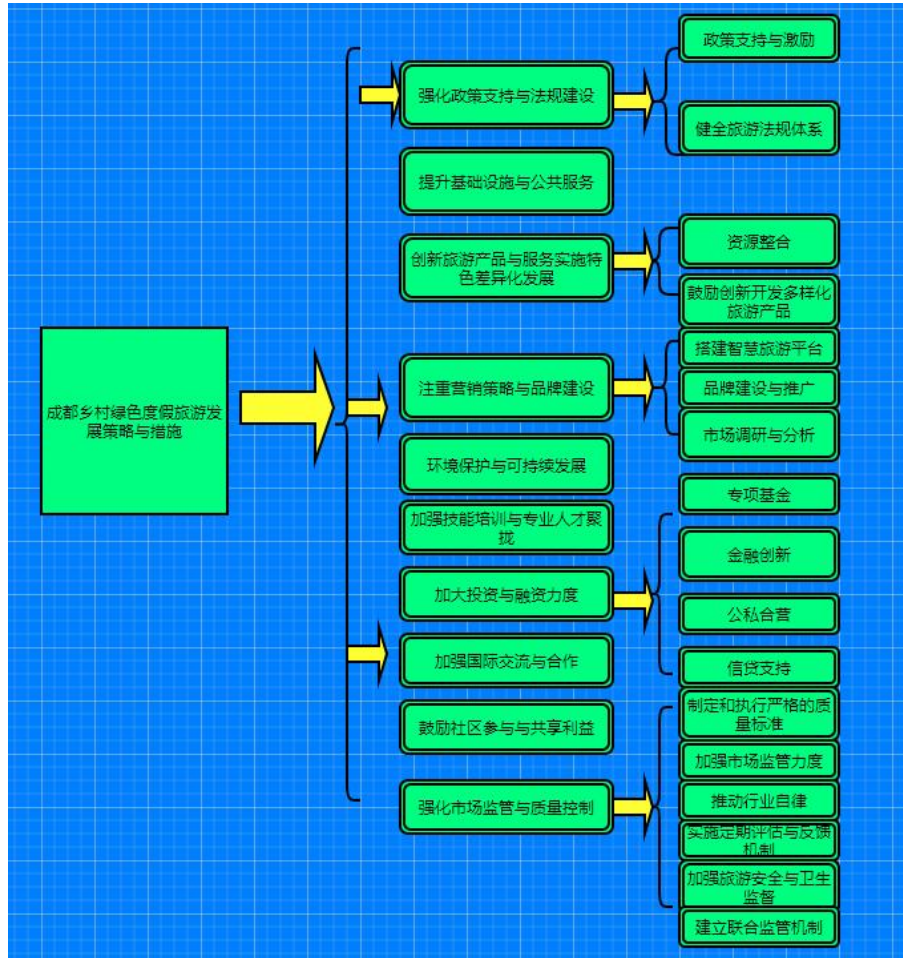 成都乡村绿色度假旅游发
展策略与措施
强化政策支持与法规建设
政策支持与激励
健全旅游法规体系
提升基础设施与公共服务
创新旅游产品与服务实施特
色差异化发展
资源整合
鼓励创新开发多样化
旅游产品
注重营销策略与品牌建设
搭建智慧旅游平台
品牌建设与推广
市场调研与分析
环境保护与可持续发展
加强技能培训与专业人才聚
拢
加大投资与融资力度
专项基金
金融创新
公私合营
信贷支持
加强国际交流与合作
鼓励社区参与与共享利益
强化市场监管与质量控制
制定和执行严格的质
量标准
加强市场监管力度
推动行业自律
实施定期评估与反馈
机制
加强旅游安全与卫生
监督
建立联合监管机制